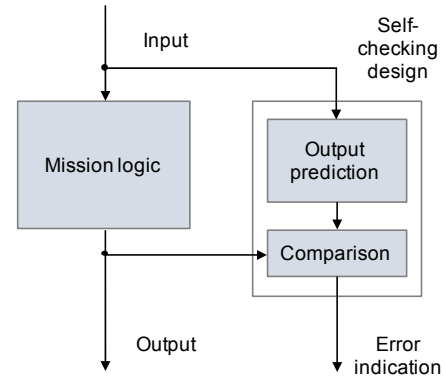 Input
Self-
checking
design
Mission logic
Output
prediction
Comparison
Output
Error
indication